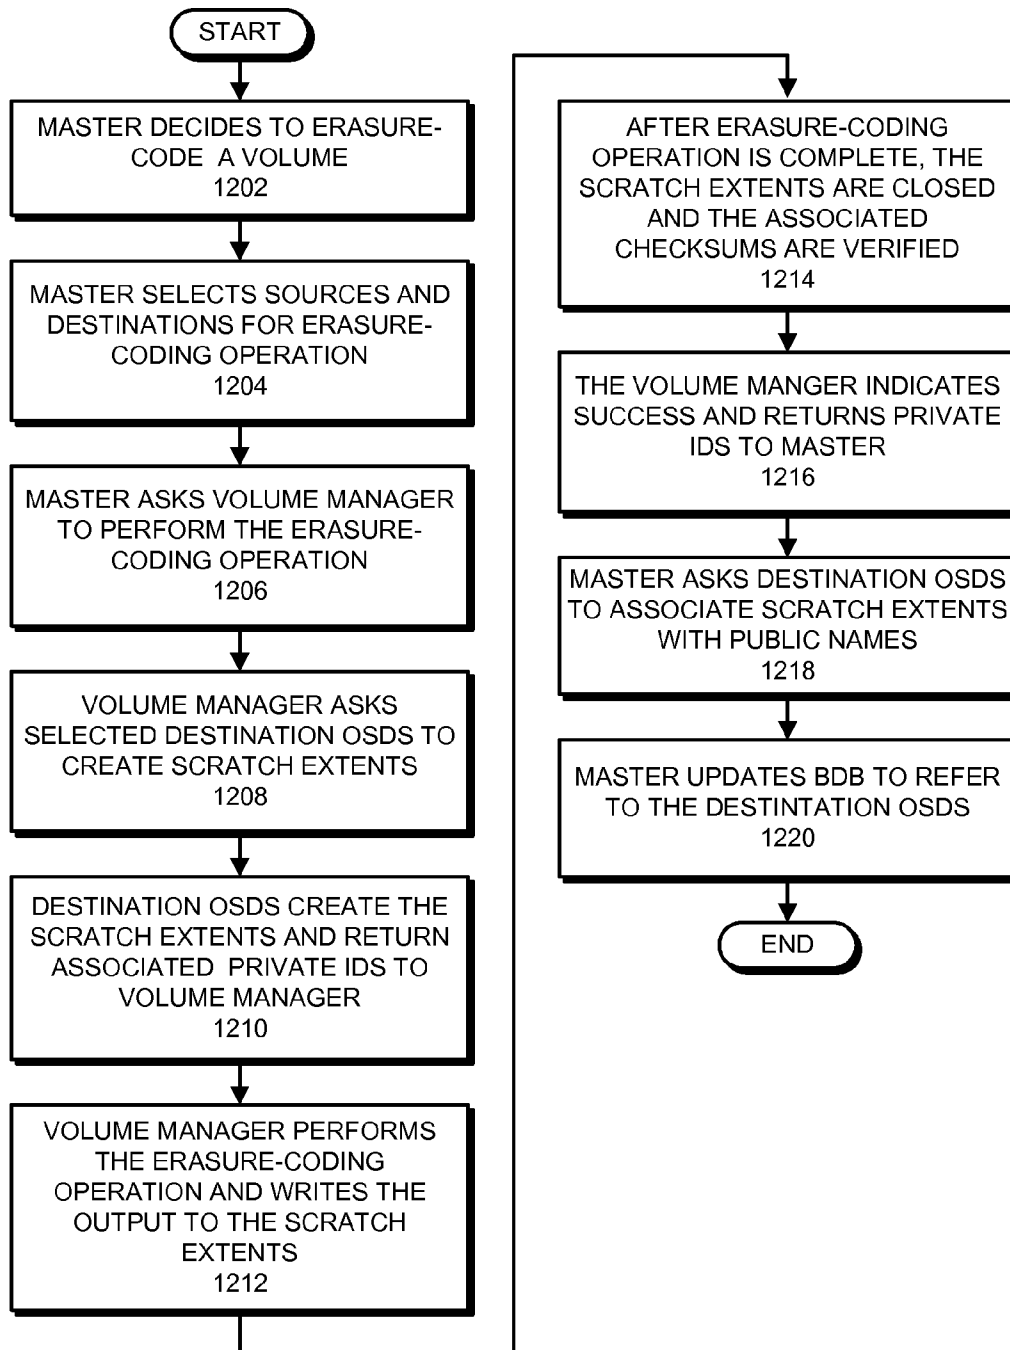 START
MASTER DECIDES TO ERASURE-
CODE A VOLUME
1202
MASTER SELECTS SOURCES AND
DESTINATIONS FOR ERASURE-
CODING OPERATION
1204
MASTER ASKS VOLUME MANAGER
TO PERFORM THE ERASURE-
CODING OPERATION
1206
VOLUME MANAGER ASKS
SELECTED DESTINATION OSDS TO
CREATE SCRATCH EXTENTS
1208
DESTINATION OSDS CREATE THE
SCRATCH EXTENTS AND RETURN
ASSOCIATED PRIVATE IDS TO
VOLUME MANAGER
1210
VOLUME MANAGER PERFORMS
THE ERASURE-CODING
OPERATION AND WRITES THE
OUTPUT TO THE SCRATCH
EXTENTS
1212
AFTER ERASURE-CODING
OPERATION IS COMPLETE, THE
SCRATCH EXTENTS ARE CLOSED
AND THE ASSOCIATED
CHECKSUMS ARE VERIFIED
1214
THE VOLUME MANGER INDICATES
SUCCESS AND RETURNS PRIVATE
IDS TO MASTER
1216
MASTER ASKS DESTINATION OSDS
TO ASSOCIATE SCRATCH EXTENTS
WITH PUBLIC NAMES
1218
MASTER UPDATES BDB TO REFER
TO THE DESTINTATION OSDS
1220
END